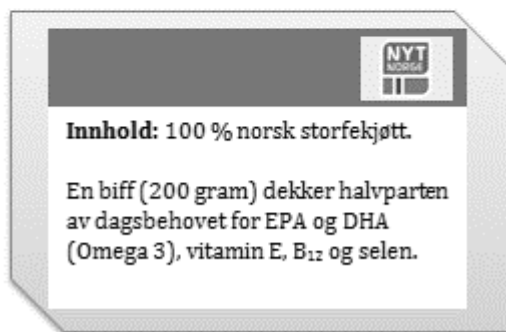 NYT
NORGE
Innhold: 100 % norsk storfekjøtt.
En biff (200 gram) dekker halvparten
av dagsbehovet for EPA og DHA
(Omega 3), vitamin E, B₁₂ og selen.